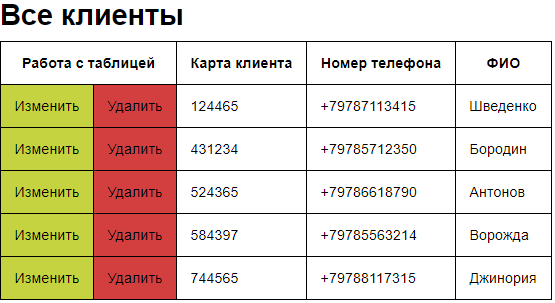 Все клиенты
Работа с таблицей Карта клиента Номер телефона ФИО
Изменить Удалить 124465 +79787113415 Шведенко
Изменить Удалить 431234 +79785712350 Бородин
Изменить Удалить 524365 +79786618790 Антонов
Изменить Удалить 584397 +79785563214 Ворожда
Изменить Удалить 744565 +79788117315 Джинория